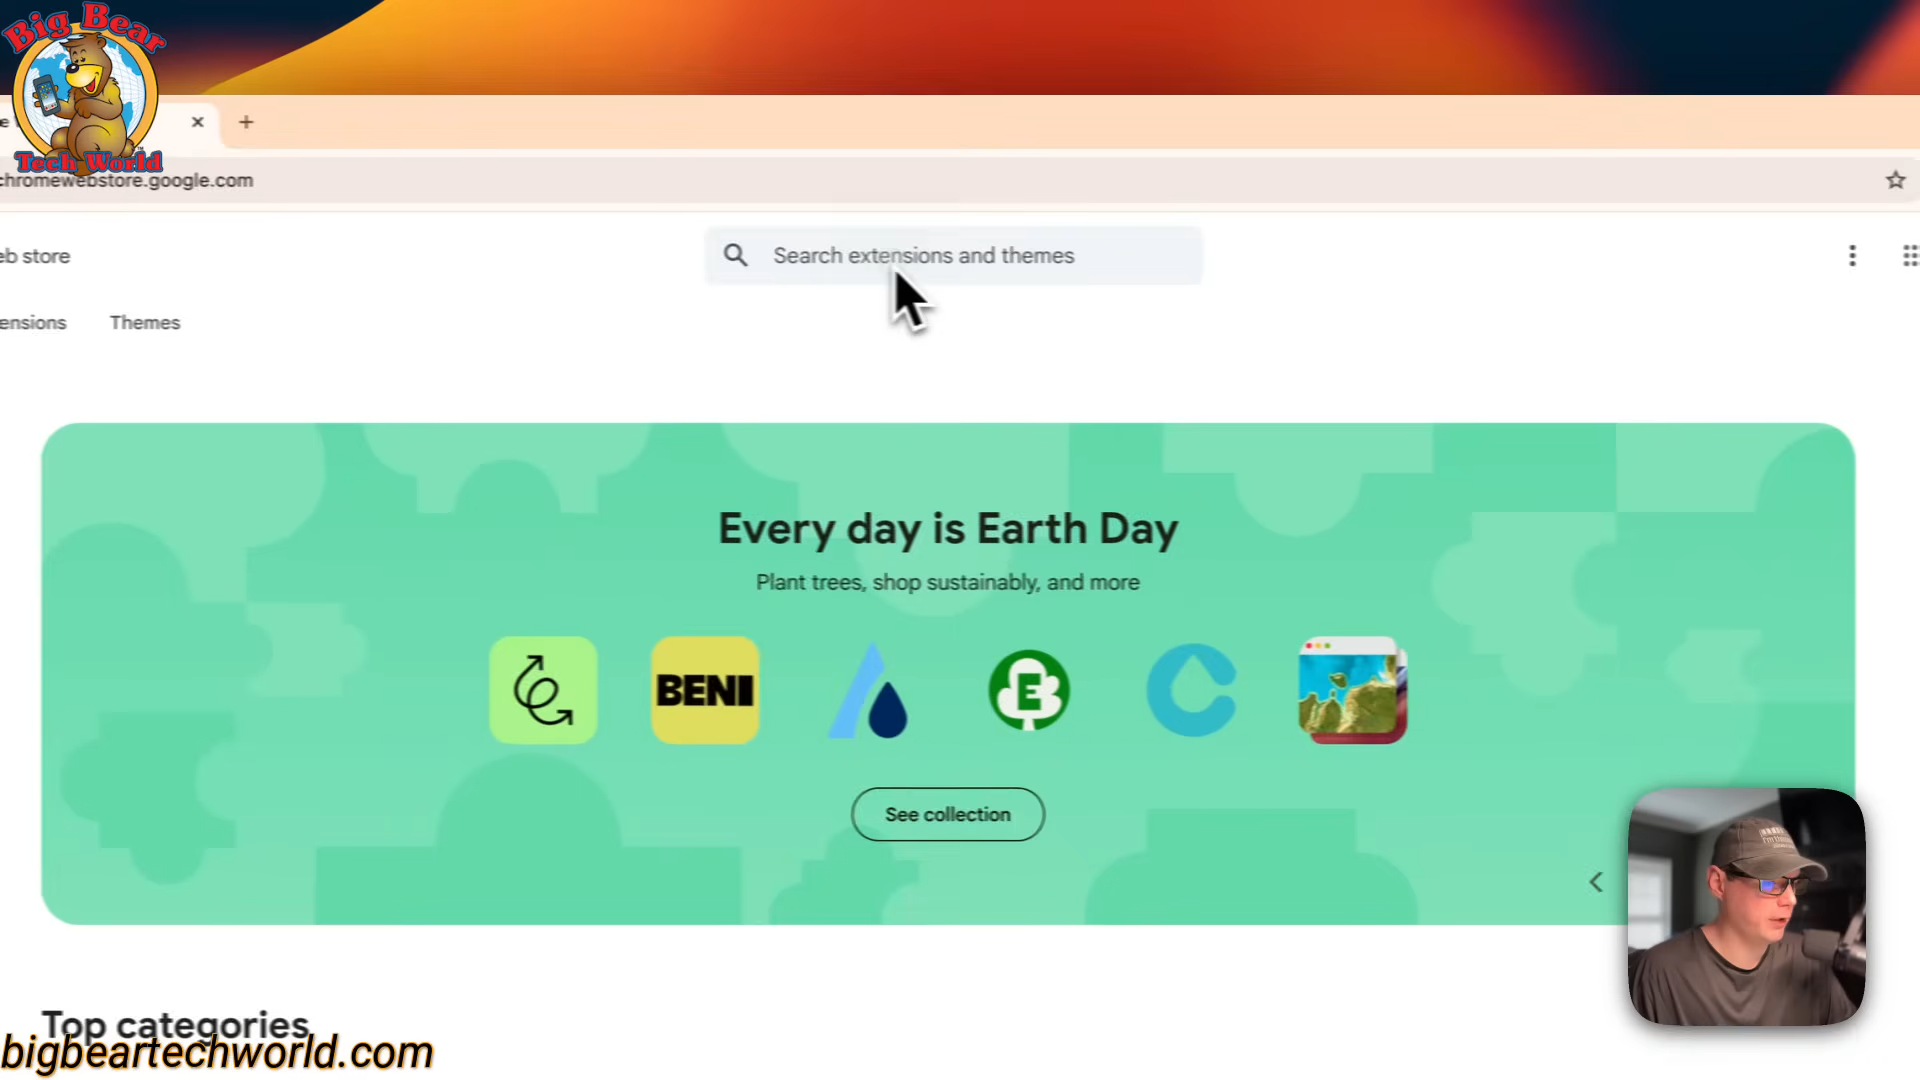 Big Bear
Tech World
e
chromewebstore.google.com
eb store
Search extensions and themes
ensions
Themes
Every day is Earth Day
Plant trees, shop sustainably, and more
BENI
E
See collection
Top categories
bigbeartechworld.com